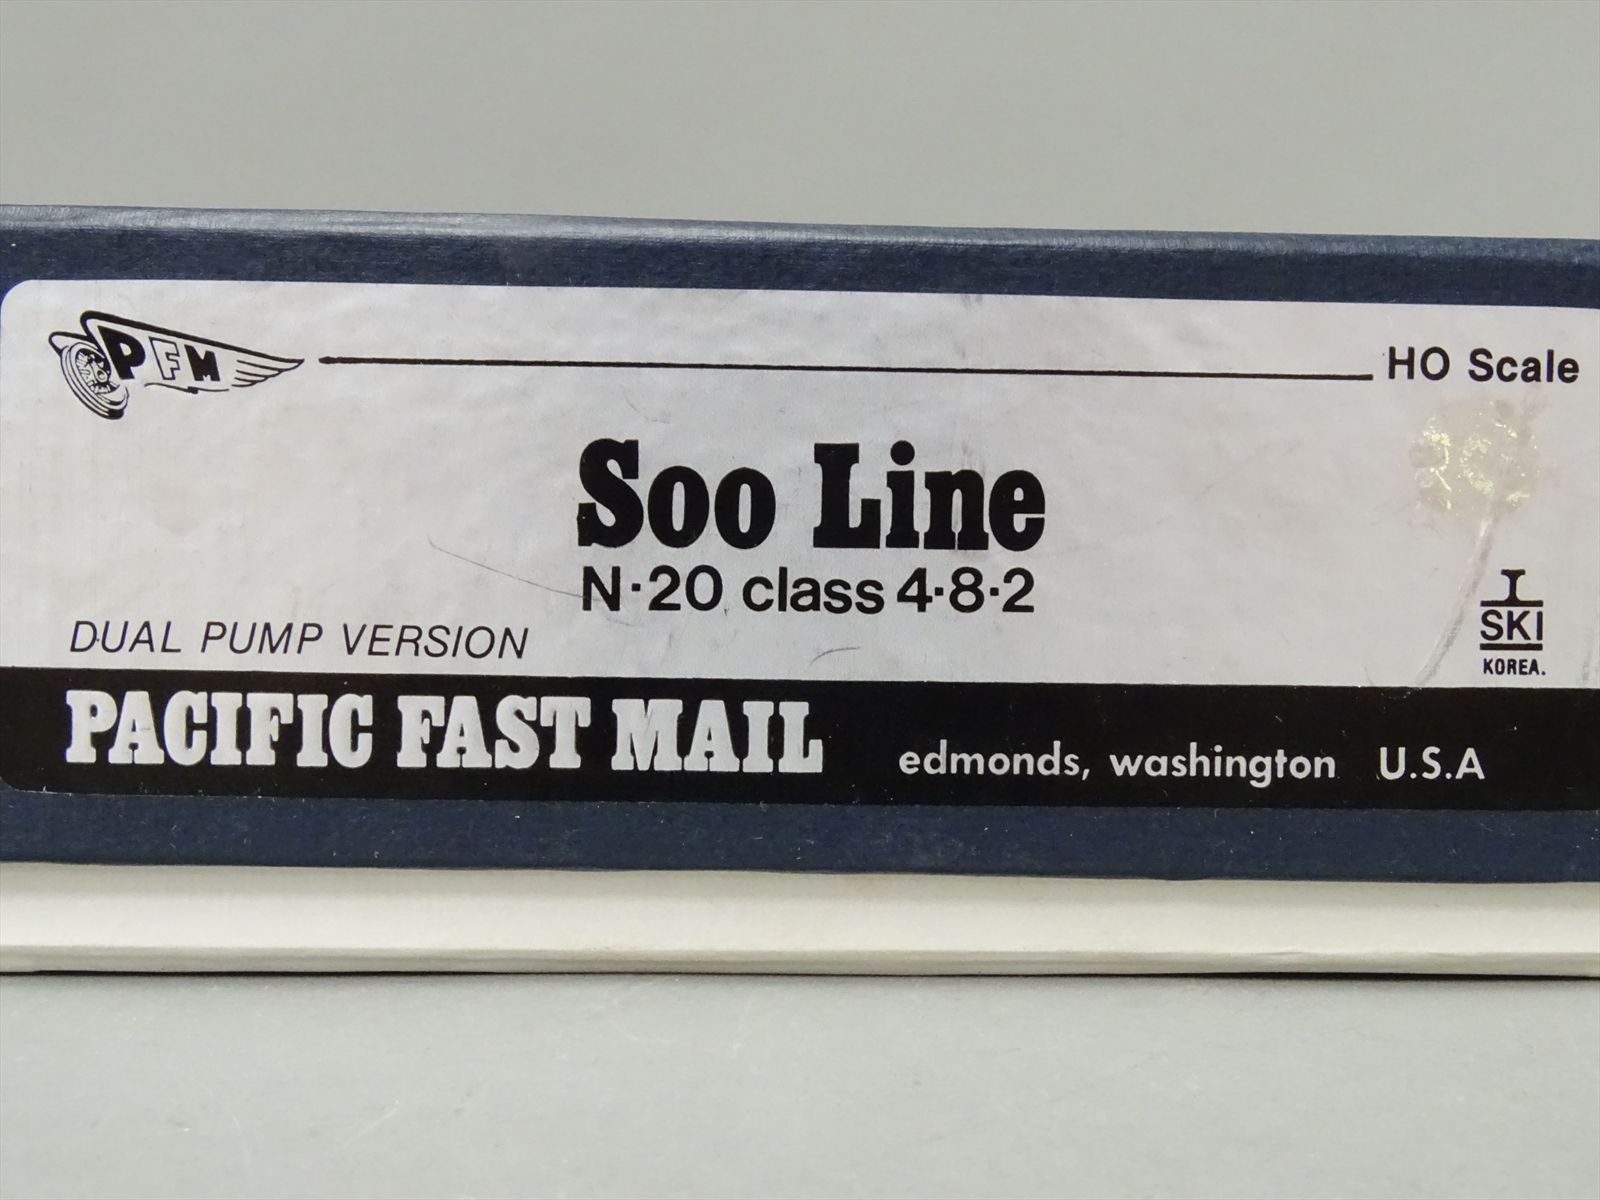 PFM
HO Scale
Soo Line
N·20 class 4·8·2
DUAL PUMP VERSION
SKI
KOREA.
PACIFIC FAST MAIL edmonds, washington U.S.A